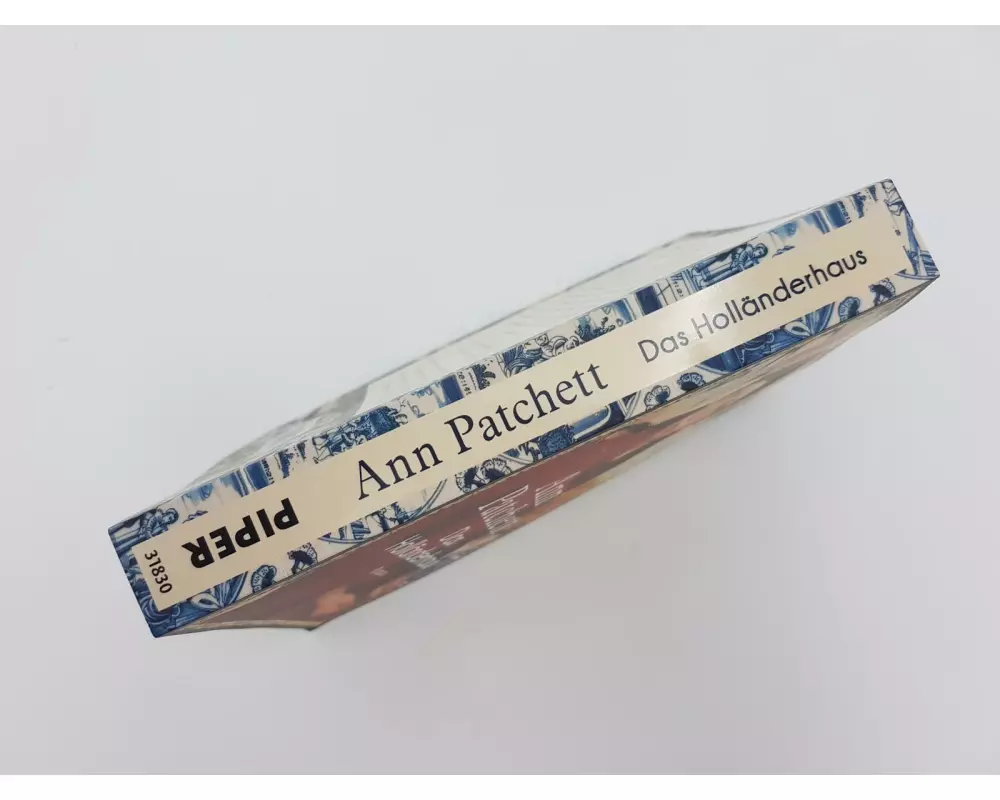 Ann Patchett
Das Holländerhaus
PIPER
31830